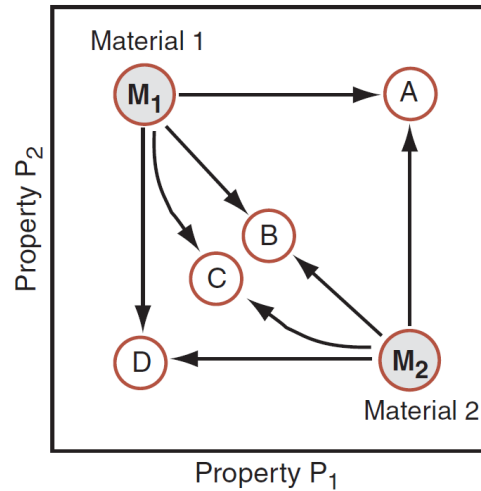 Material 1
M₁
A
B
C
D
M₂
Material 2
Property P₂
Property P₁